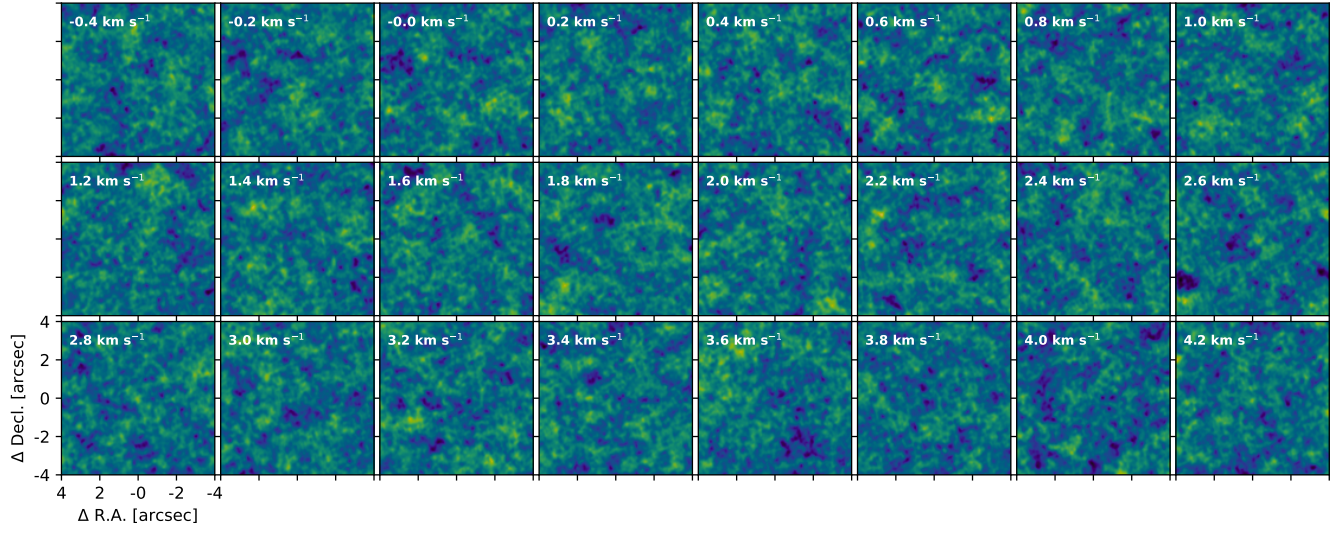 -0.4 km s⁻¹ -0.2 km s⁻¹ -0.0 km s⁻¹ 0.2 km s⁻¹ 0.4 km s⁻¹ 0.6 km s⁻¹ 0.8 km s⁻¹ 1.0 km s⁻¹
1.2 km s⁻¹ 1.4 km s⁻¹ 1.6 km s⁻¹ 1.8 km s⁻¹ 2.0 km s⁻¹ 2.2 km s⁻¹ 2.4 km s⁻¹ 2.6 km s⁻¹
2.8 km s⁻¹ 3.0 km s⁻¹ 3.2 km s⁻¹ 3.4 km s⁻¹ 3.6 km s⁻¹ 3.8 km s⁻¹ 4.0 km s⁻¹ 4.2 km s⁻¹
4
2
0
-2
-4
Δ Decl. [arcsec]
4 2 -0 -2 -4
Δ R.A. [arcsec]